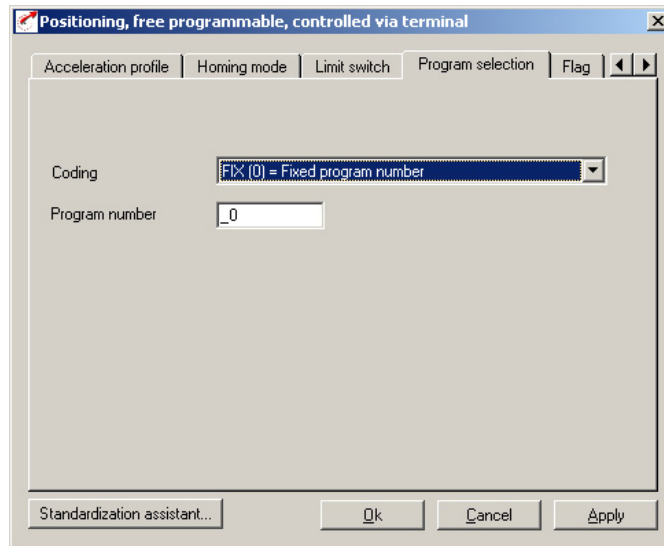 Positioning, free programmable, controlled via terminal
Acceleration profile Homing mode Limit switch Program selection Flag
Coding FIX (0) = Fixed program number
Program number _0
Standardization assistant... Ok Cancel Apply